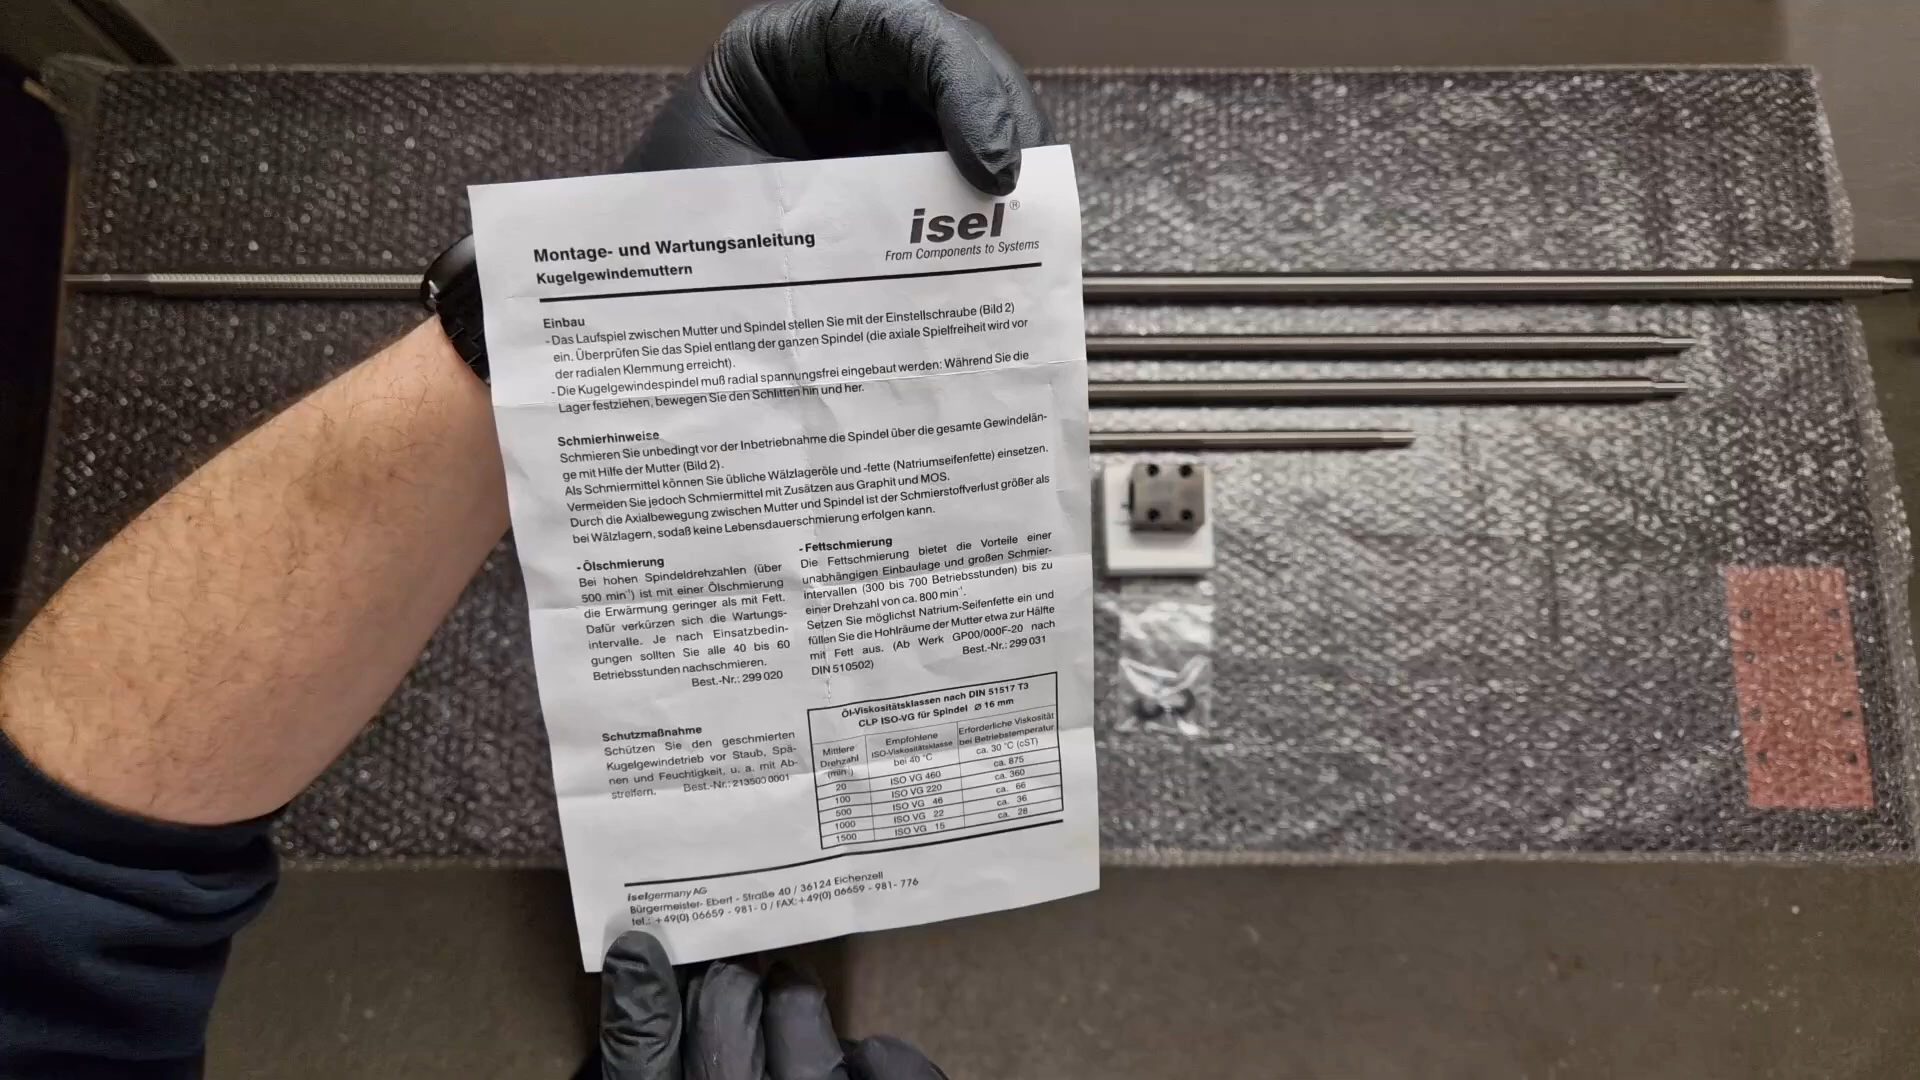 isel®
From Components to Systems
Montage- und Wartungsanleitung
Kugelgewindemuttern
Einbau
- Das Laufspiel zwischen Mutter und Spindel stellen Sie mit der Einstellschraube (Bild 2)
ein. Überprüfen Sie das Spiel entlang der ganzen Spindel (die axiale Spielfreiheit wird vor
der radialen Klemmung erreicht).
- Die Kugelgewindespindel muß radial spannungsfrei eingebaut werden: Während Sie die
Lager festziehen, bewegen Sie den Schlitten hin und her.
Schmierhinweise
Schmieren Sie unbedingt vor der Inbetriebnahme die Spindel über die gesamte Gewindelän-
ge mit Hilfe der Mutter (Bild 2).
Als Schmiermittel können Sie übliche Wälzlageröle und -fette (Natriumseifenfette) einsetzen.
Vermeiden Sie jedoch Schmiermittel mit Zusätzen aus Graphit und MOS.
Durch die Axialbewegung zwischen Mutter und Spindel ist der Schmierstoffverlust größer als
bei Wälzlagern, sodaß keine Lebensdauerschmierung erfolgen kann.
- Ölschmierung
Bei hohen Spindeldrehzahlen (über
500 min⁻¹) ist mit einer Ölschmierung
die Erwärmung geringer als mit Fett.
Dafür verkürzen sich die Wartungs-
intervalle. Je nach Einsatzbedin-
gungen sollten Sie alle 40 bis 60
Betriebsstunden nachschmieren.
Best.-Nr.: 299 020
- Fettschmierung
Die Fettschmierung bietet die Vorteile einer
unabhängigen Einbaulage und großen Schmier-
intervallen (300 bis 700 Betriebsstunden) bis zu
einer Drehzahl von ca. 800 min⁻¹.
Setzen Sie möglichst Natrium-Seifenfette ein und
füllen Sie die Hohlräume der Mutter etwa zur Hälfte
mit Fett aus. (Ab Werk GP00/000F-20 nach
DIN 510502) Best.-Nr.: 299 031
Schutzmaßnahme
Schützen Sie den geschmierten
Kugelgewindetrieb vor Staub, Spä-
nen und Feuchtigkeit, u. a. mit Ab-
streifern. Best.-Nr.: 213500 0001
Öl-Viskositätsklassen nach DIN 51517 T3
CLP ISO-VG für Spindel ⌀ 16 mm
Mittlere Drehzahl (min⁻¹) Empfohlene ISO-Viskositätsklasse bei 40 °C Erforderliche Viskosität bei Betriebstemperatur ca. 30 °C (cST)
20 ISO VG 460 ca. 875
100 ISO VG 220 ca. 360
500 ISO VG 46 ca. 66
1000 ISO VG 22 ca. 36
1500 ISO VG 15 ca. 28
iselgermany AG
Bürgermeister- Ebert - Straße 40 / 36124 Eichenzell
tel.: +49(0) 06659 - 981- 0 / FAX: +49(0) 06659 - 981- 776